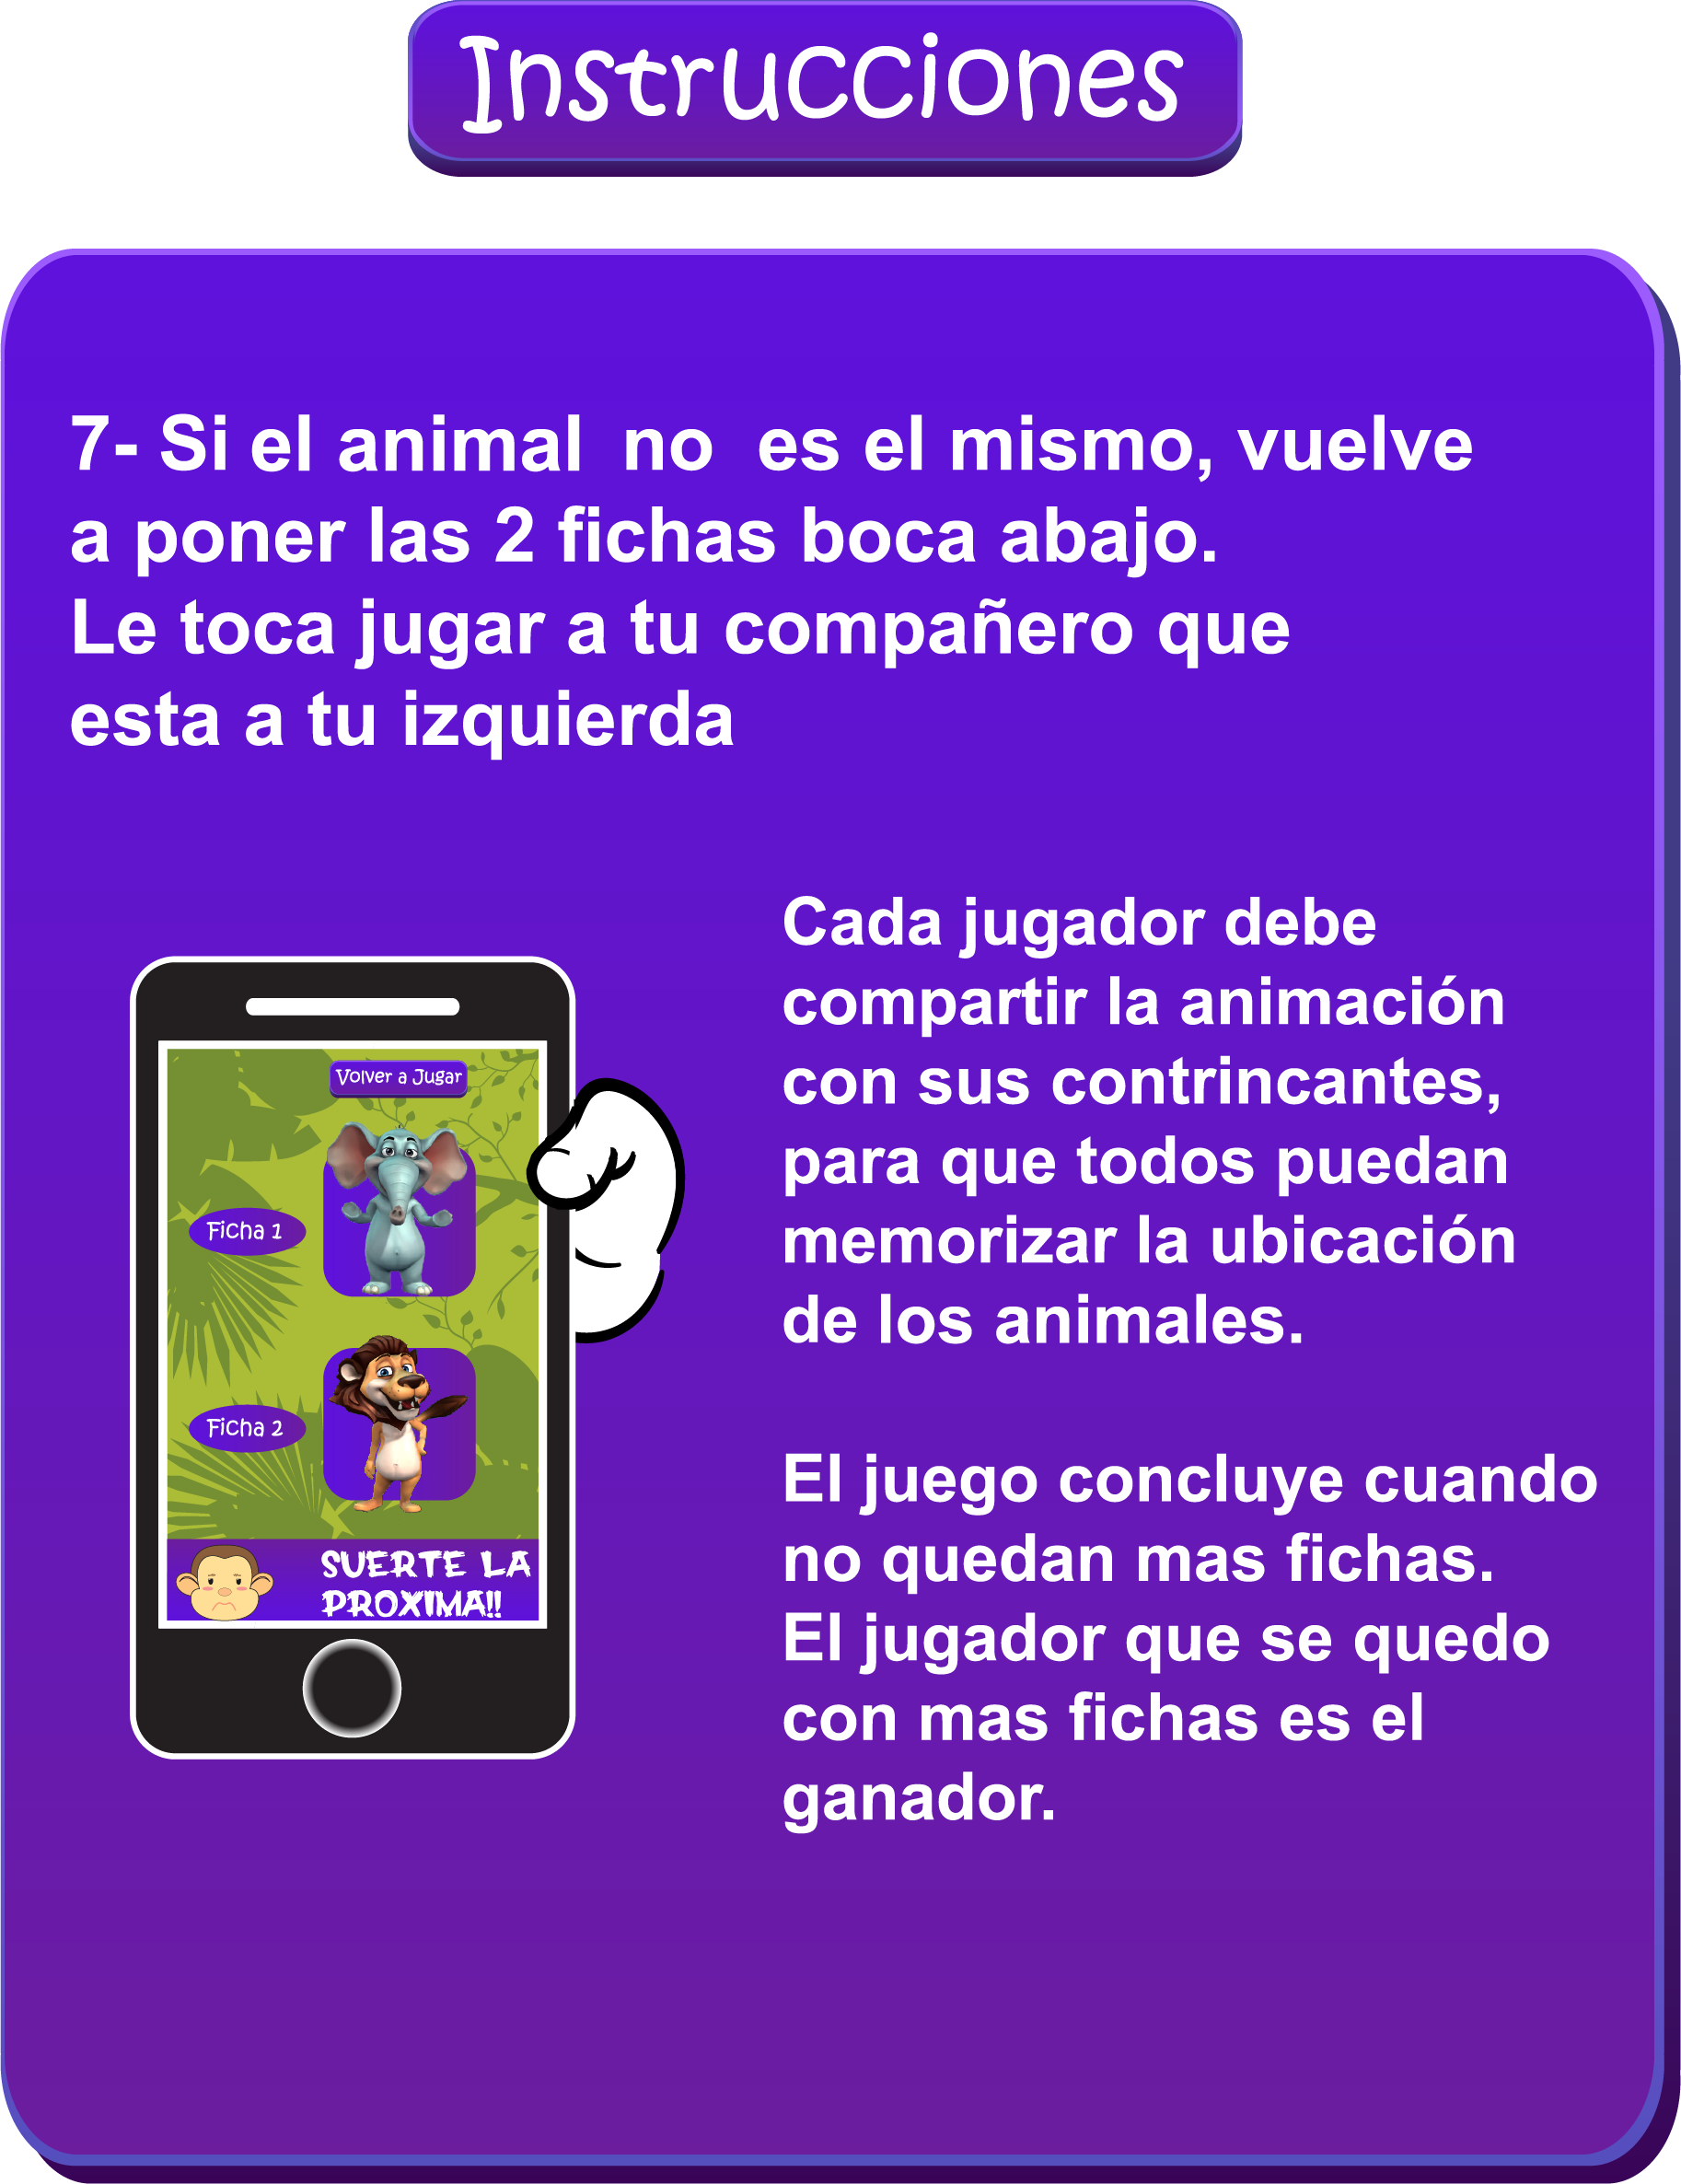 Instrucciones
7- Si el animal  no  es el mismo, vuelve
a poner las 2 fichas boca abajo.
Le toca jugar a tu compañero que
esta a tu izquierda
Cada jugador debe
compartir la animación
con sus contrincantes,
para que todos puedan
memorizar la ubicación
de los animales.
El juego concluye cuando
no quedan mas fichas.
El jugador que se quedo
con mas fichas es el
ganador.
Volver a Jugar
Ficha 1
Ficha 2
SUERTE LA
PROXIMA!!